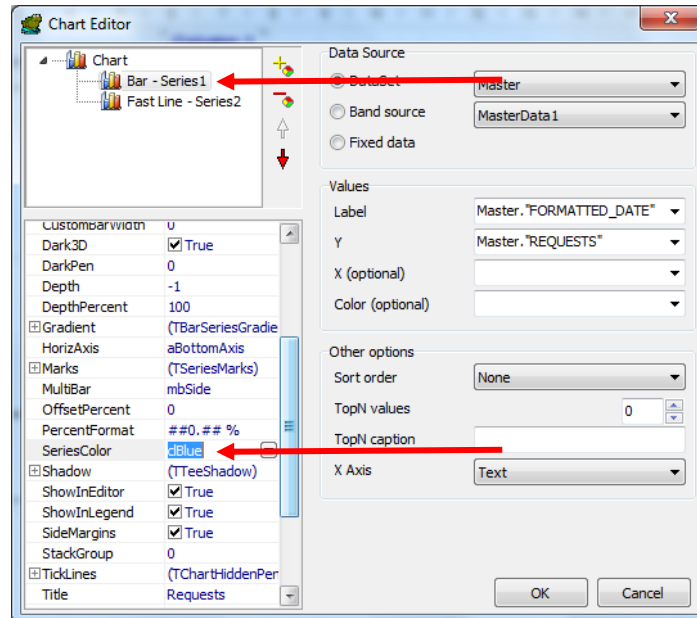 Chart Editor
Chart
Bar - Series1
Fast Line - Series2
CustomBarWidth 0
Dark3D True
DarkPen 0
Depth -1
DepthPercent 100
Gradient (TBarSeriesGradie
HorizAxis aBottomAxis
Marks (TSeriesMarks)
MultiBar mbSide
OffsetPercent 0
PercentFormat ##0.## %
SeriesColor clBlue
Shadow (TTeeShadow)
ShowInEditor True
ShowInLegend True
SideMargins True
StackGroup 0
TickLines (TChartHiddenPer
Title Requests
Data Source
DataSet Master
Band source MasterData1
Fixed data
Values
Label Master."FORMATTED_DATE"
Y Master."REQUESTS"
X (optional)
Color (optional)
Other options
Sort order None
TopN values 0
TopN caption
X Axis Text
OK Cancel